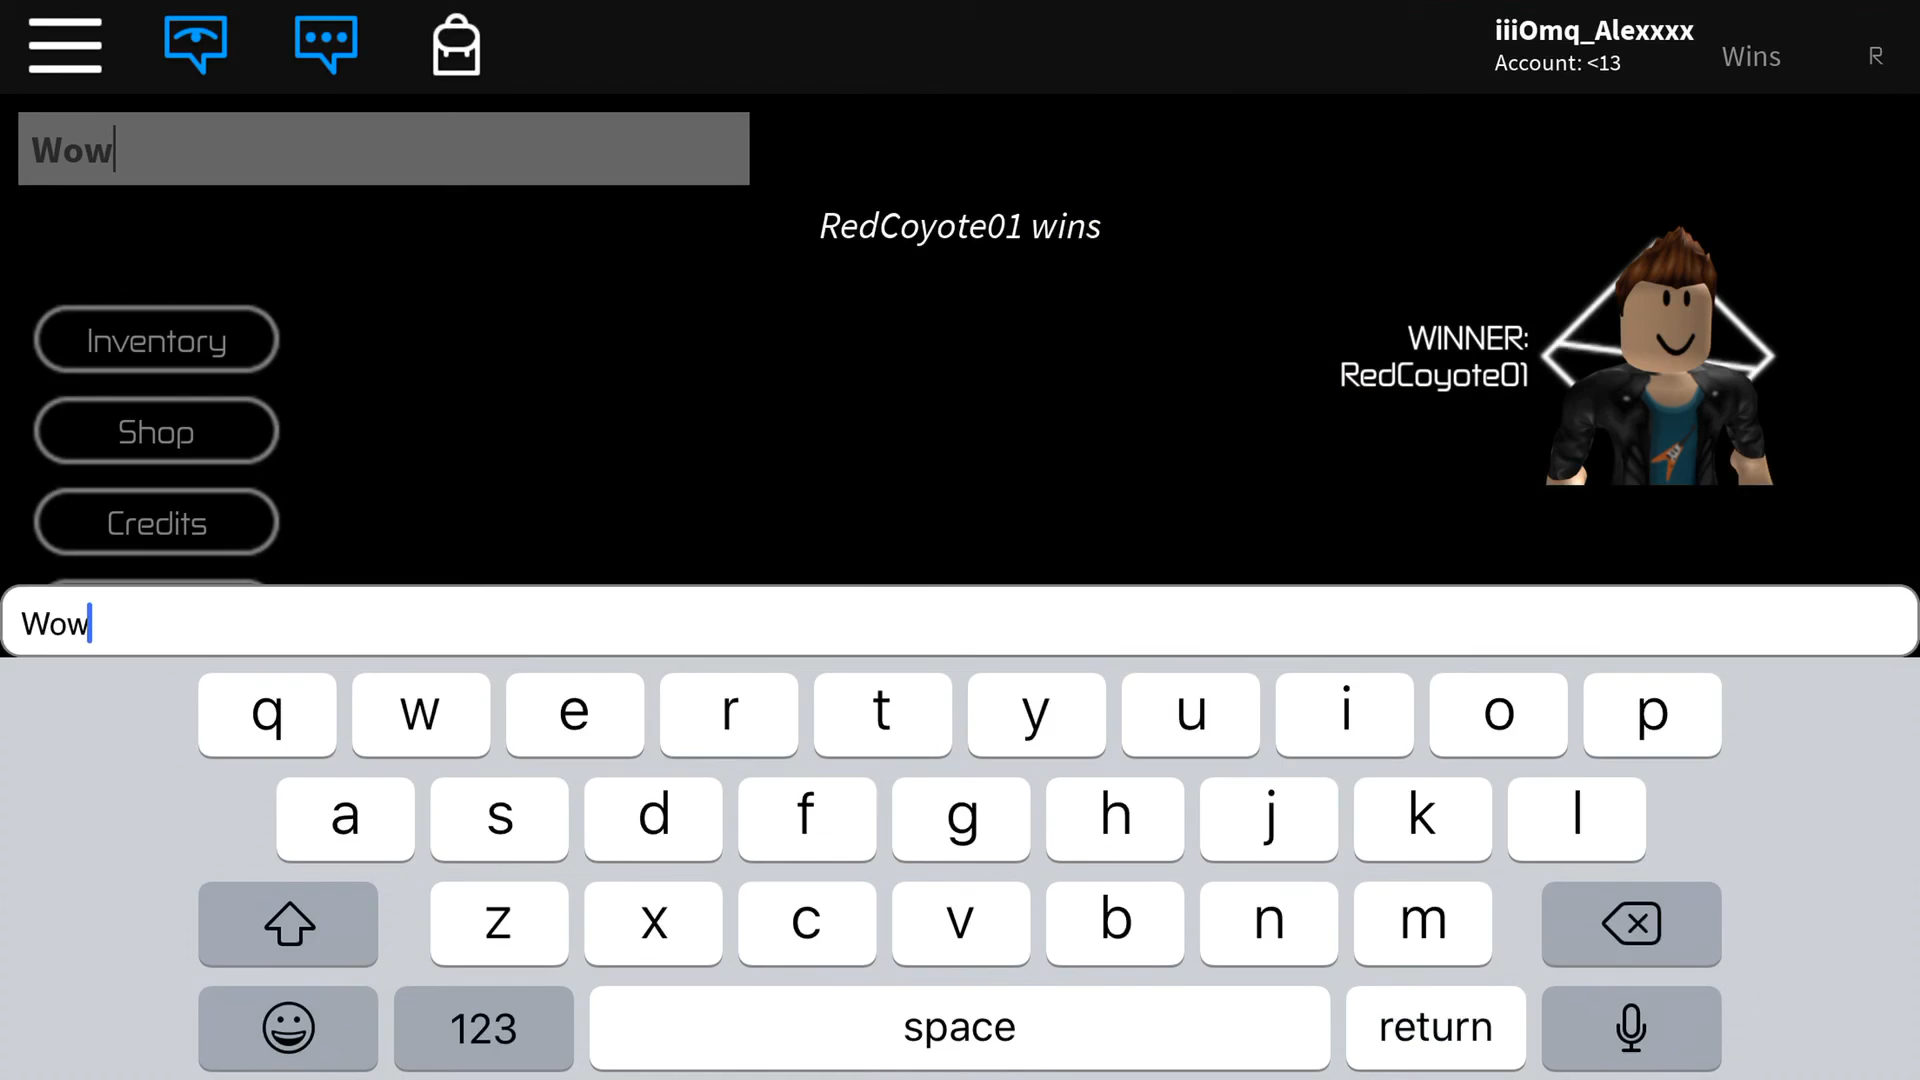 iiiOmq_Alexxxx
Account: <13
Wins
R
Wow
RedCoyote01 wins
WINNER:
RedCoyote01
Inventory
Shop
Credits
Wow
q w e r t y u i o p
a s d f g h j k l
z x c v b n m
123 space return